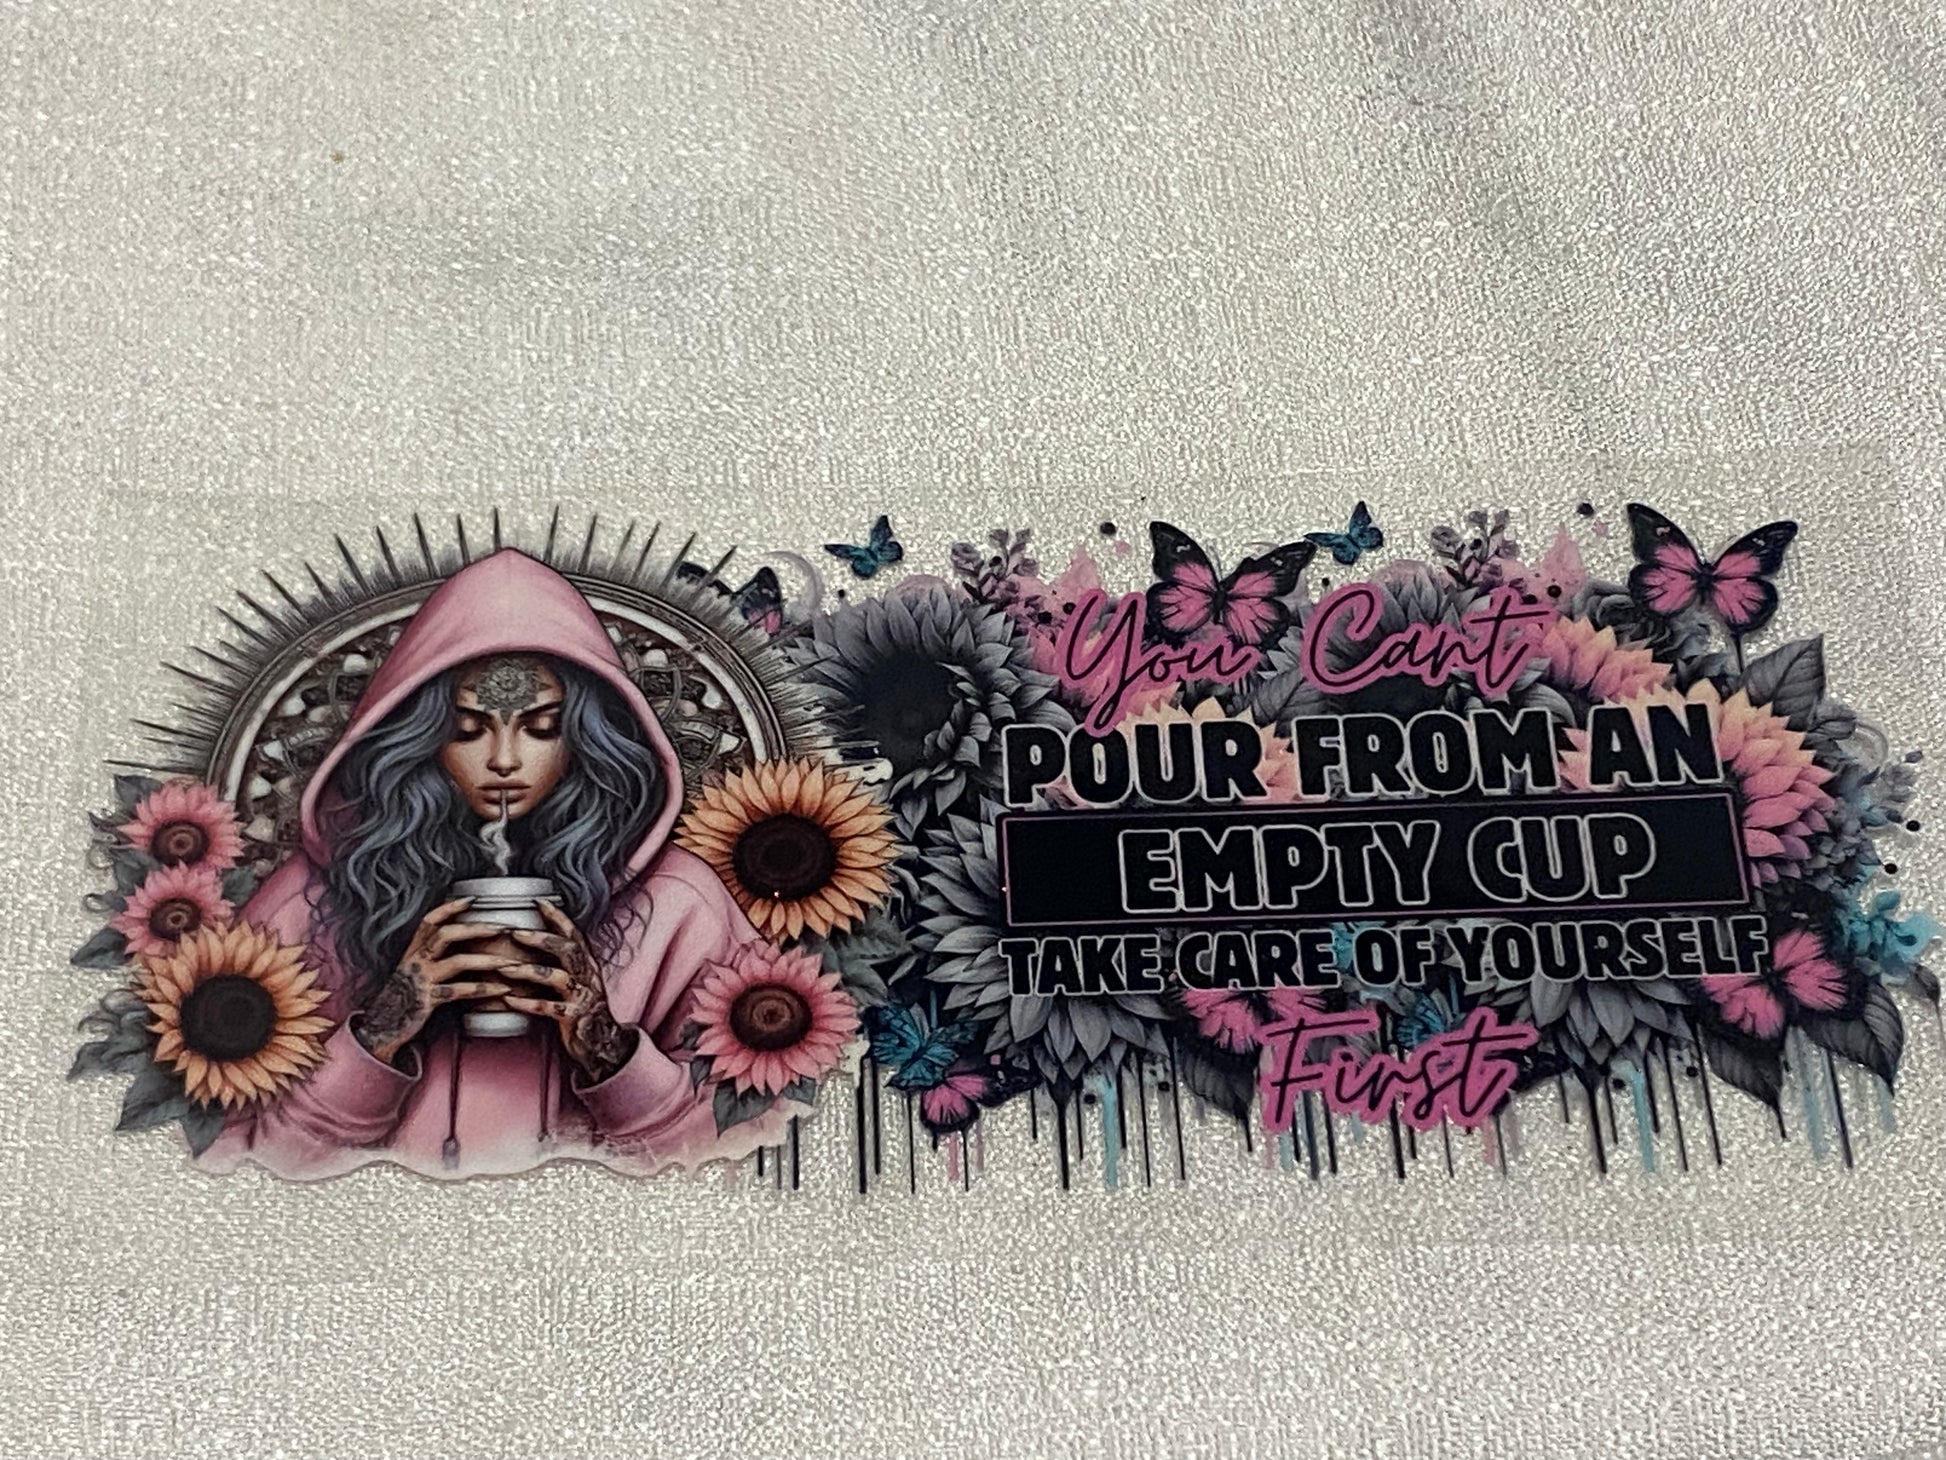 You Cant
POUR FROM AN
EMPTY CUP
TAKE CARE OF YOURSELF
First